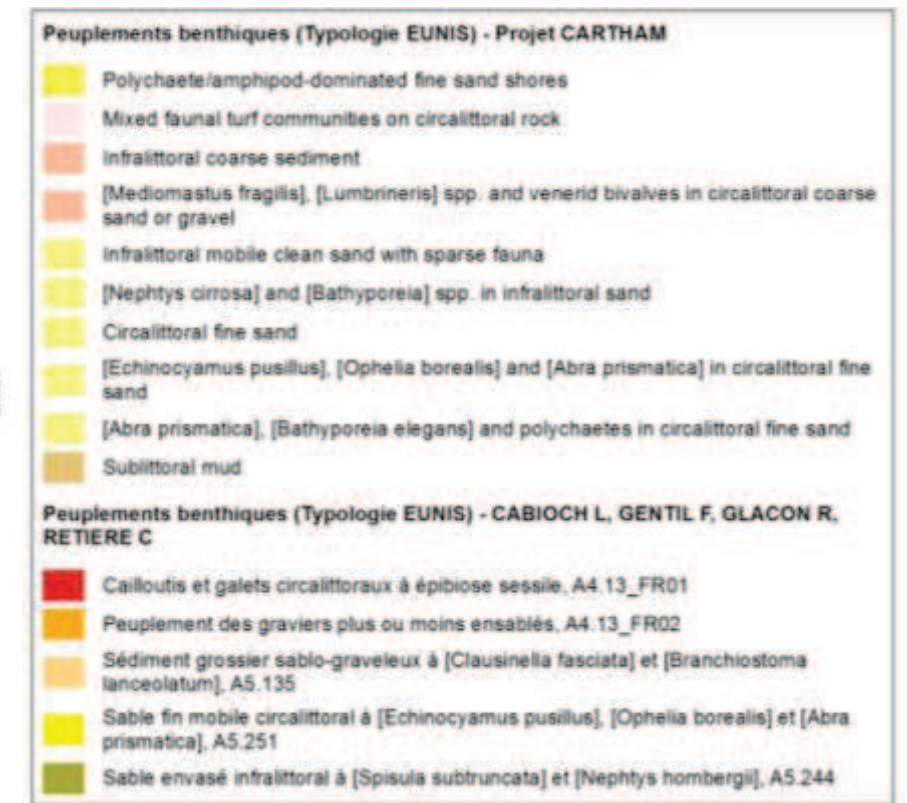 Peuplements benthiques (Typologie EUNIS) - Projet CARTHAM
Polychaete/amphipod-dominated fine sand shores
Mixed faunal turf communities on circalittoral rock
Infralittoral coarse sediment
[Mediomastus fragilis], [Lumbrineris] spp. and venerid bivalves in circalittoral coarse
sand or gravel
Infralittoral mobile clean sand with sparse fauna
[Nephtys cirrosa] and [Bathyporeia] spp. in infralittoral sand
Circalittoral fine sand
[Echinocyamus pusillus], [Ophelia borealis] and [Abra prismatica] in circalittoral fine
sand
[Abra prismatica], [Bathyporeia elegans] and polychaetes in circalittoral fine sand
Sublittoral mud
Peuplements benthiques (Typologie EUNIS) - CABIOCH L, GENTIL F, GLACON R,
RETIERE C
Cailloutis et galets circalittoraux à épibiose sessile, A4.13_FR01
Peuplement des graviers plus ou moins ensablés, A4.13_FR02
Sédiment grossier sablo-graveleux à [Clausinella fasciata] et [Branchiostoma
lanceolatum], A5.135
Sable fin mobile circalittoral à [Echinocyamus pusillus], [Ophelia borealis] et [Abra
prismatica], A5.251
Sable envasé infralittoral à [Spisula subtruncata] et [Nephtys hombergii], A5.244